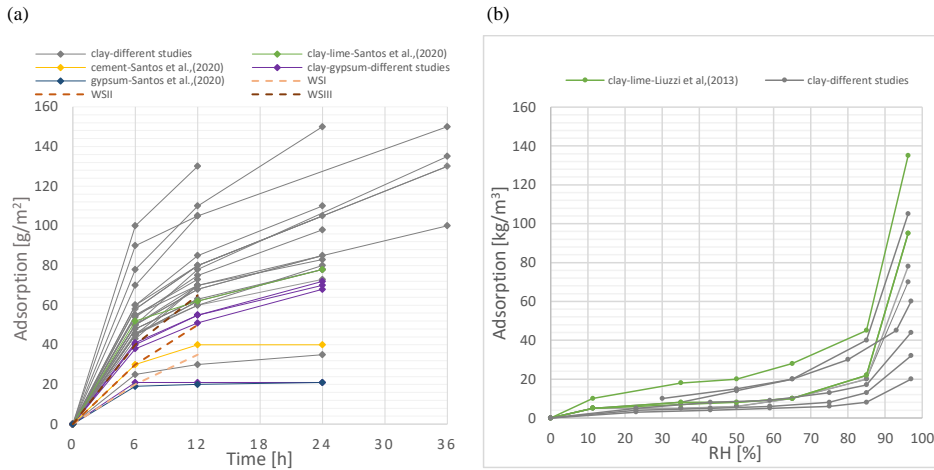 (a)
clay-different studies
clay-lime-Santos et al.,(2020)
cement-Santos et al.,(2020)
clay-gypsum-different studies
gypsum-Santos et al.,(2020)
WSI
WSII
WSIII
160
140
120
100
80
60
40
20
0
Adsorption [g/m²]
0
6
12
18
24
30
36
Time [h]
(b)
clay-lime-Liuzzi et al,(2013)
clay-different studies
160
140
120
100
80
60
40
20
0
Adsorption [kg/m³]
0
10
20
30
40
50
60
70
80
90
100
RH [%]